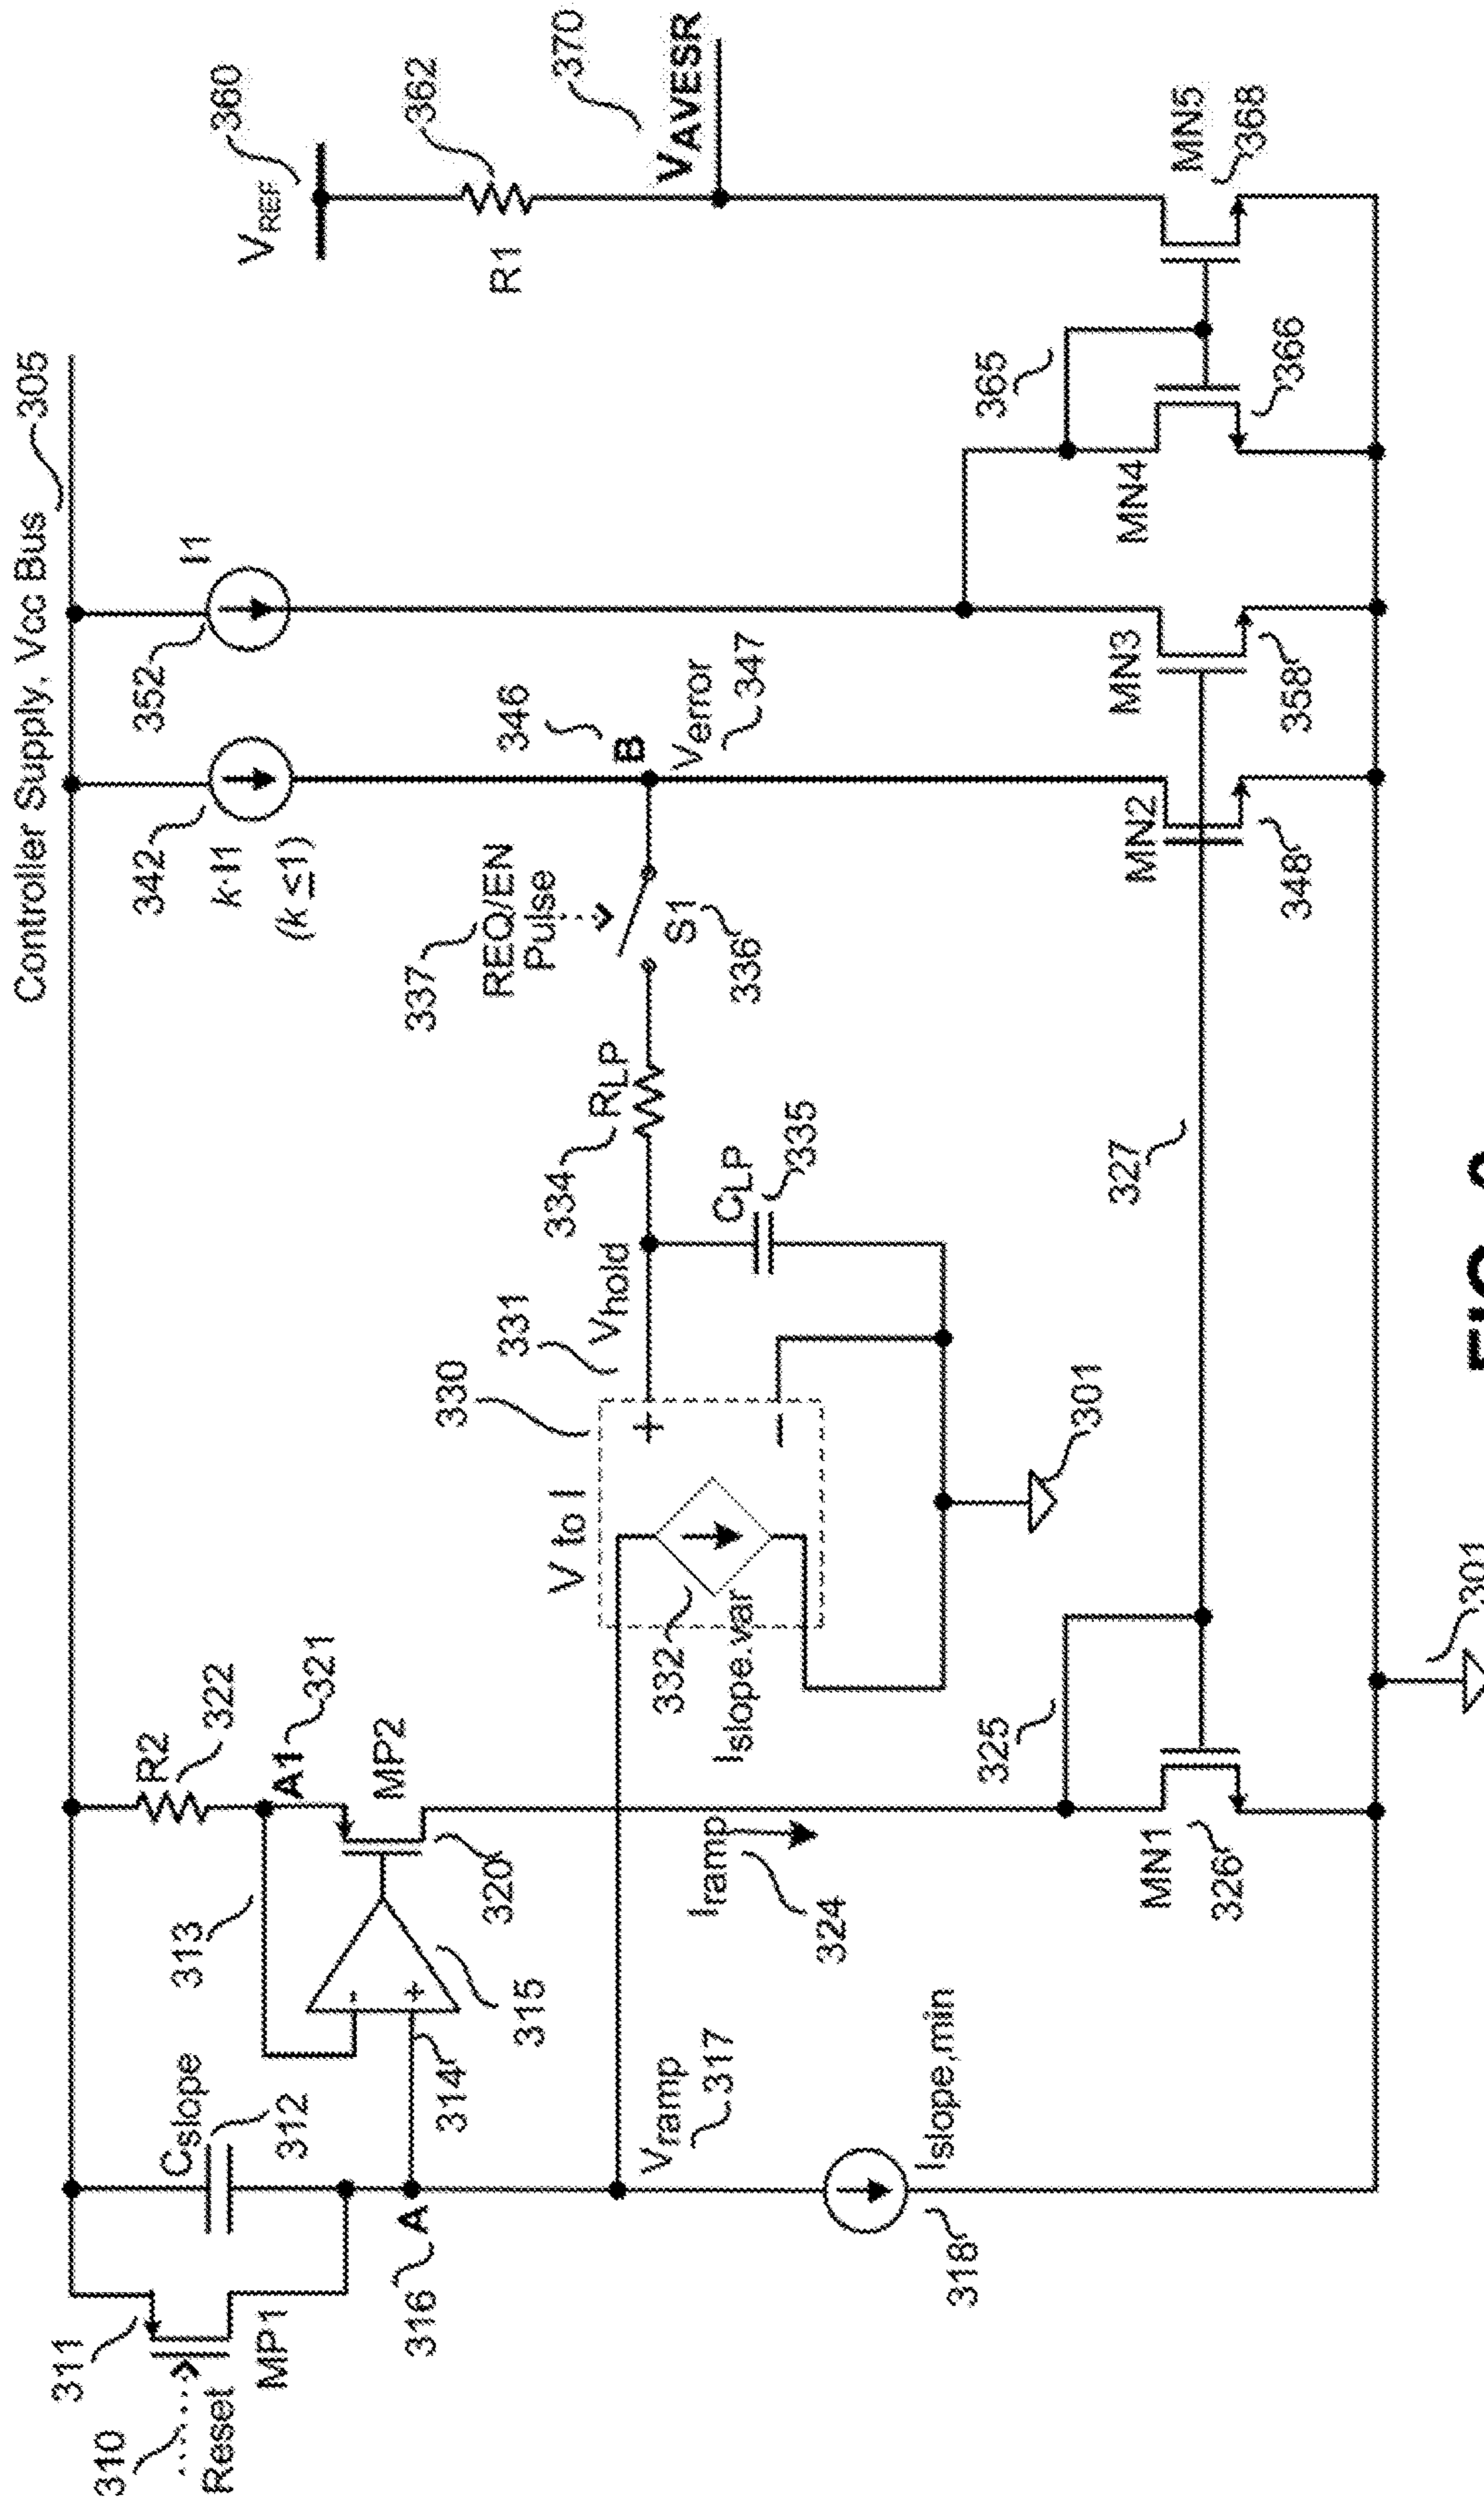 Controller Supply, Vcc Bus
305
310
Reset
311
MP1
Cslope
312
313
314
315
A
316
Vramp
317
318
Islope,min
R2
322
A1
321
MP2
320
Iramp
324
325
MN1
326
327
V to I
330
331
Vhold
332
Islope.var
+
−
-
+
301
301
334
RLP
CLP
335
337
REQ/EN
Pulse
S1
336
342
k·I1
(k ≤1)
346
B
Verror
347
MN2
348
I1
352
MN3
358
VREF
360
R1
362
VAVESR
370
365
MN4
366
MN5
368